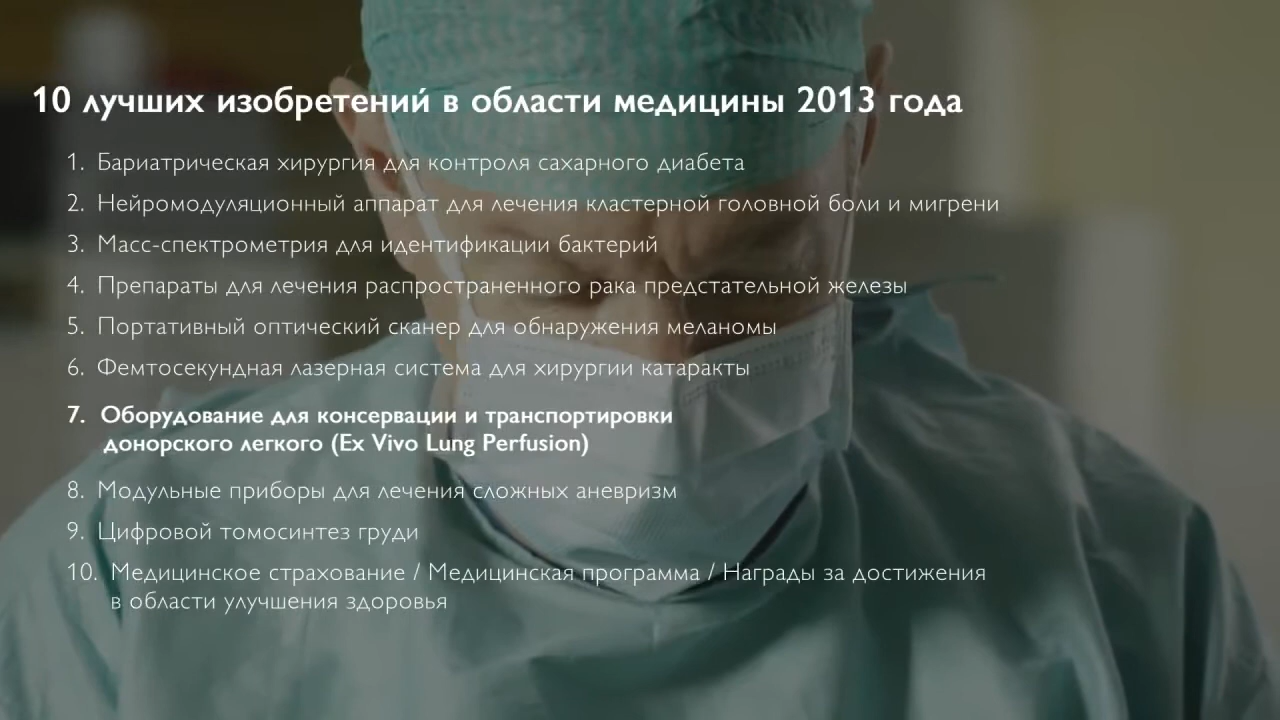 10 лучших изобретений́ в области медицины 2013 года
1. Бариатрическая хирургия для контроля сахарного диабета
2. Нейромодуляционный аппарат для лечения кластерной головной боли и мигрени
3. Масс-спектрометрия для идентификации бактерий
4. Препараты для лечения распространенного рака предстательной железы
5. Портативный оптический сканер для обнаружения меланомы
6. Фемтосекундная лазерная система для хирургии катаракты
7. Оборудование для консервации и транспортировки
донорского легкого (Ex Vivo Lung Perfusion)
8. Модульные приборы для лечения сложных аневризм
9. Цифровой томосинтез груди
10. Медицинское страхование / Медицинская программа / Награды за достижения
в области улучшения здоровья